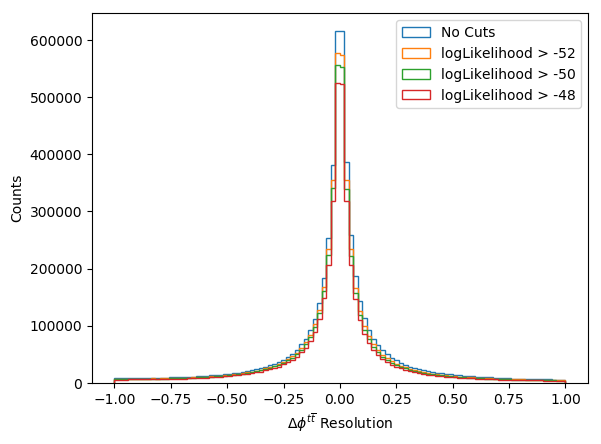 No Cuts
logLikelihood > -52
logLikelihood > -50
logLikelihood > -48
600000
500000
400000
300000
200000
100000
0
Counts
−1.00 −0.75 −0.50 −0.25 0.00 0.25 0.50 0.75 1.00
Δϕ^{tt̅} Resolution